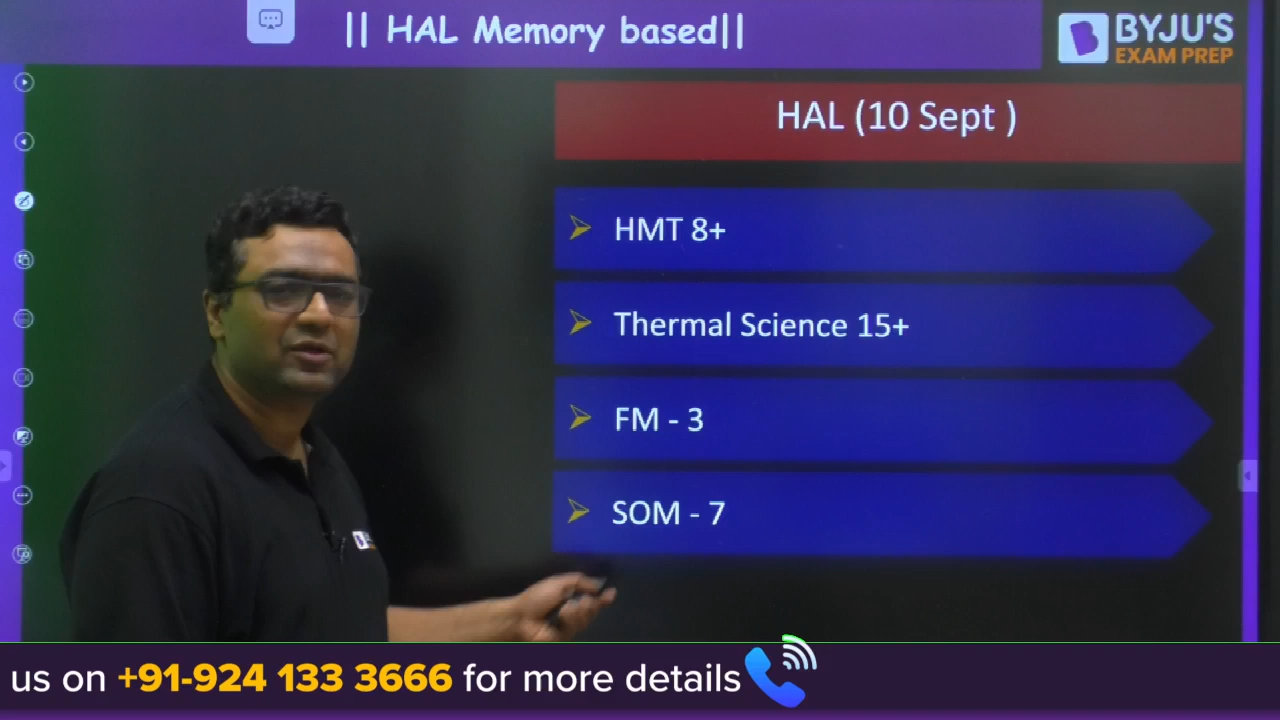 || HAL Memory based||
BYJU'S
EXAM PREP
HAL (10 Sept )
HMT 8+
Thermal Science 15+
FM - 3
SOM - 7
us on +91-924 133 3666 for more details